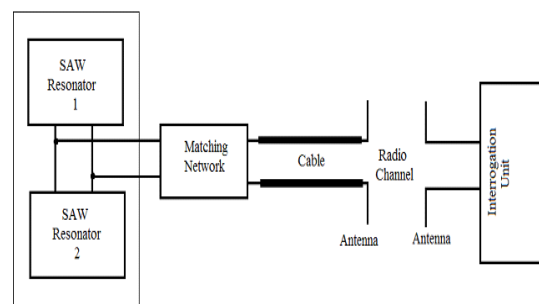 SAW
Resonator
1
SAW
Resonator
2
Matching
Network
Cable
Radio
Channel
Antenna
Antenna
Interrogation
Unit